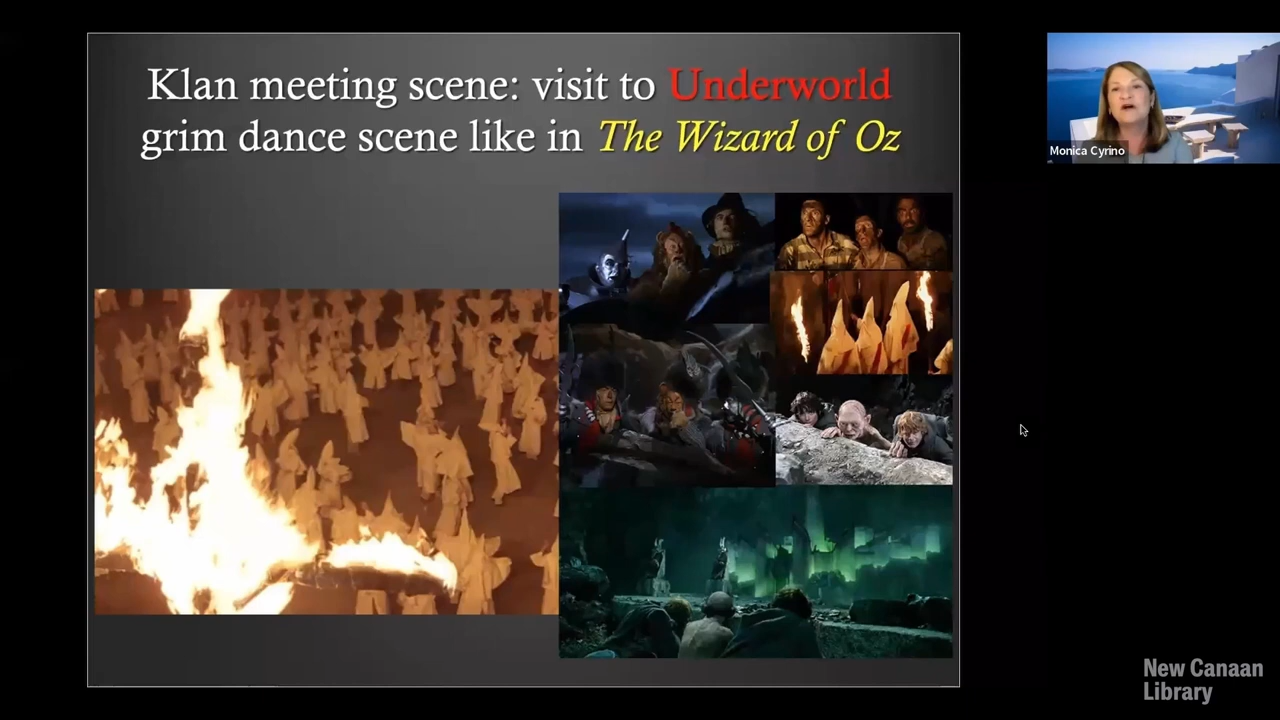 Klan meeting scene: visit to Underworld
grim dance scene like in The Wizard of Oz
Monica Cyrino
New Canaan
Library